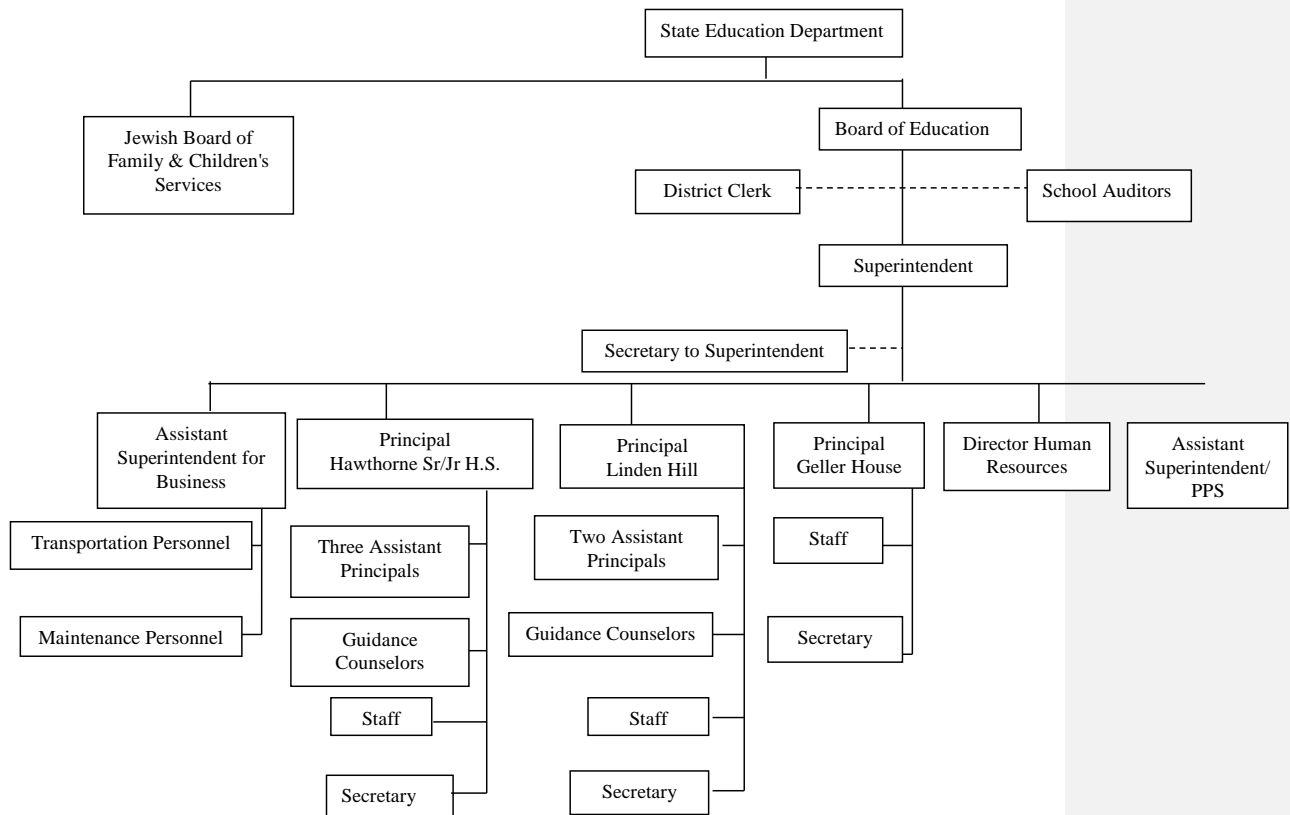 State Education Department
Jewish Board of
Family & Children's
Services
Board of Education
District Clerk
School Auditors
Superintendent
Secretary to Superintendent
Assistant
Superintendent for
Business
Principal
Hawthorne Sr/Jr H.S.
Principal
Linden Hill
Principal
Geller House
Director Human
Resources
Assistant
Superintendent/
PPS
Transportation Personnel
Maintenance Personnel
Three Assistant
Principals
Guidance
Counselors
Staff
Secretary
Two Assistant
Principals
Guidance Counselors
Staff
Secretary
Staff
Secretary